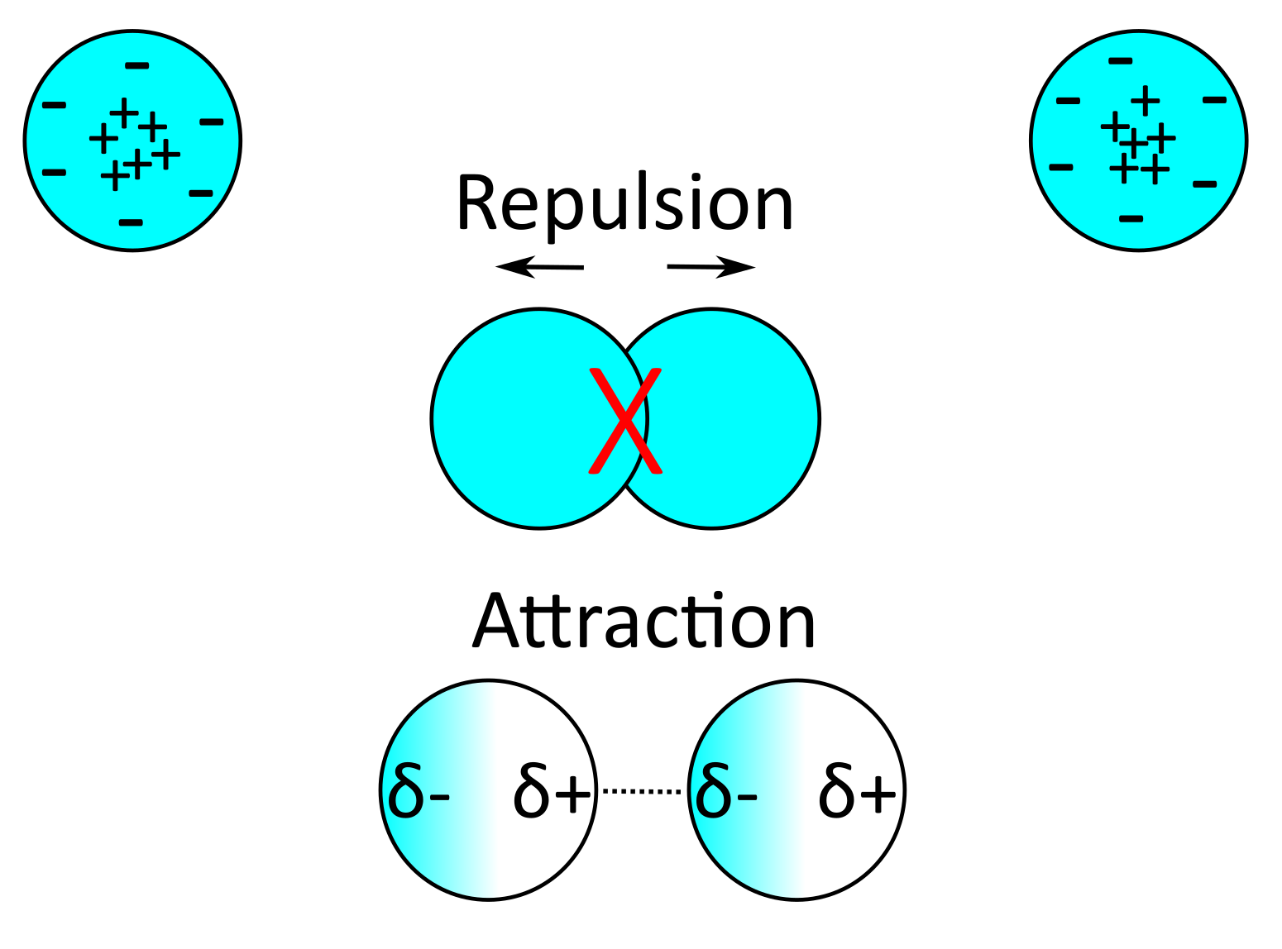 Repulsion
X
Attraction
δ- δ+ δ- δ+